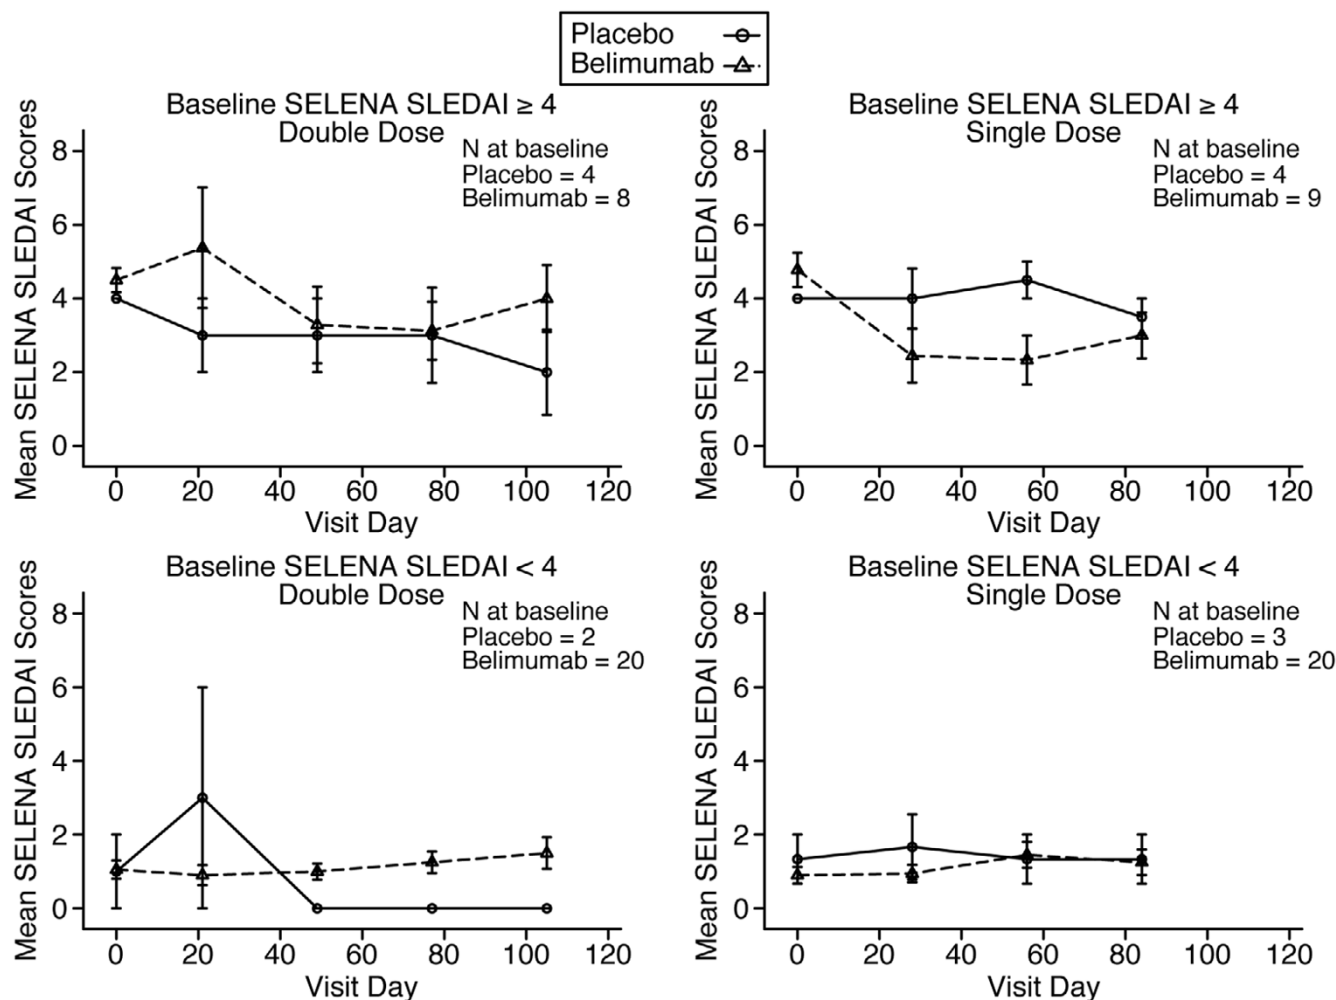 Placebo
Belimumab
Baseline SELENA SLEDAI ≥ 4
Double Dose
N at baseline
Placebo = 4
Belimumab = 8
Mean SELENA SLEDAI Scores
8
6
4
2
0
0 20 40 60 80 100 120
Visit Day
Baseline SELENA SLEDAI ≥ 4
Single Dose
N at baseline
Placebo = 4
Belimumab = 9
Mean SELENA SLEDAI Scores
8
6
4
2
0
0 20 40 60 80 100 120
Visit Day
Baseline SELENA SLEDAI < 4
Double Dose
N at baseline
Placebo = 2
Belimumab = 20
Mean SELENA SLEDAI Scores
8
6
4
2
0
0 20 40 60 80 100 120
Visit Day
Baseline SELENA SLEDAI < 4
Single Dose
N at baseline
Placebo = 3
Belimumab = 20
Mean SELENA SLEDAI Scores
8
6
4
2
0
0 20 40 60 80 100 120
Visit Day